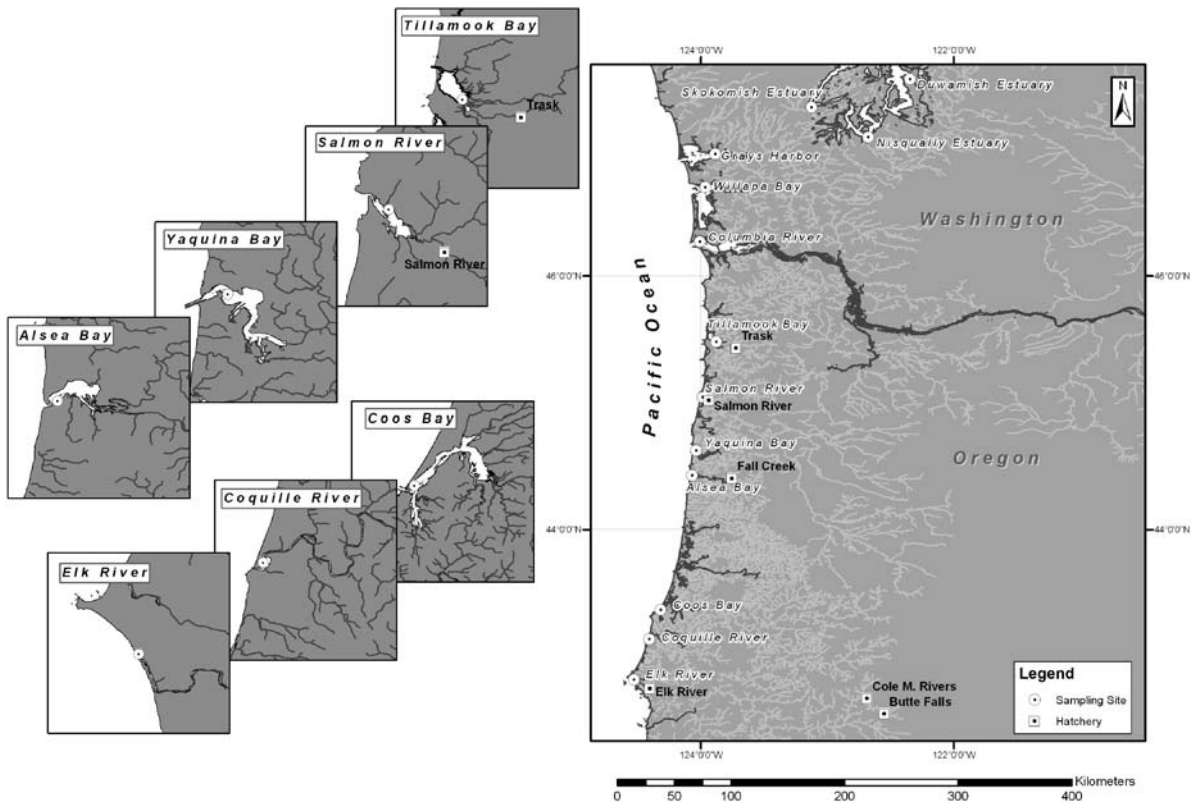 Tillamook Bay
Trask
Salmon River
Salmon River
Yaquina Bay
Alsea Bay
Coos Bay
Coquille River
Elk River
124°0'0"W
122°0'0"W
Skokomish Estuary
Duwamish Estuary
N
Nisqually Estuary
Grays Harbor
Willapa Bay
Washington
Columbia River
46°0'0"N
46°0'0"N
Pacific Ocean
Tillamook Bay
Trask
Salmon River
Salmon River
Yaquina Bay
Oregon
Fall Creek
Alsea Bay
44°0'0"N
44°0'0"N
Coos Bay
Coquille River
Elk River
Elk River
Cole M. Rivers
Butte Falls
Legend
Sampling Site
Hatchery
124°0'0"W
122°0'0"W
Kilometers
0 50 100 200 300 400